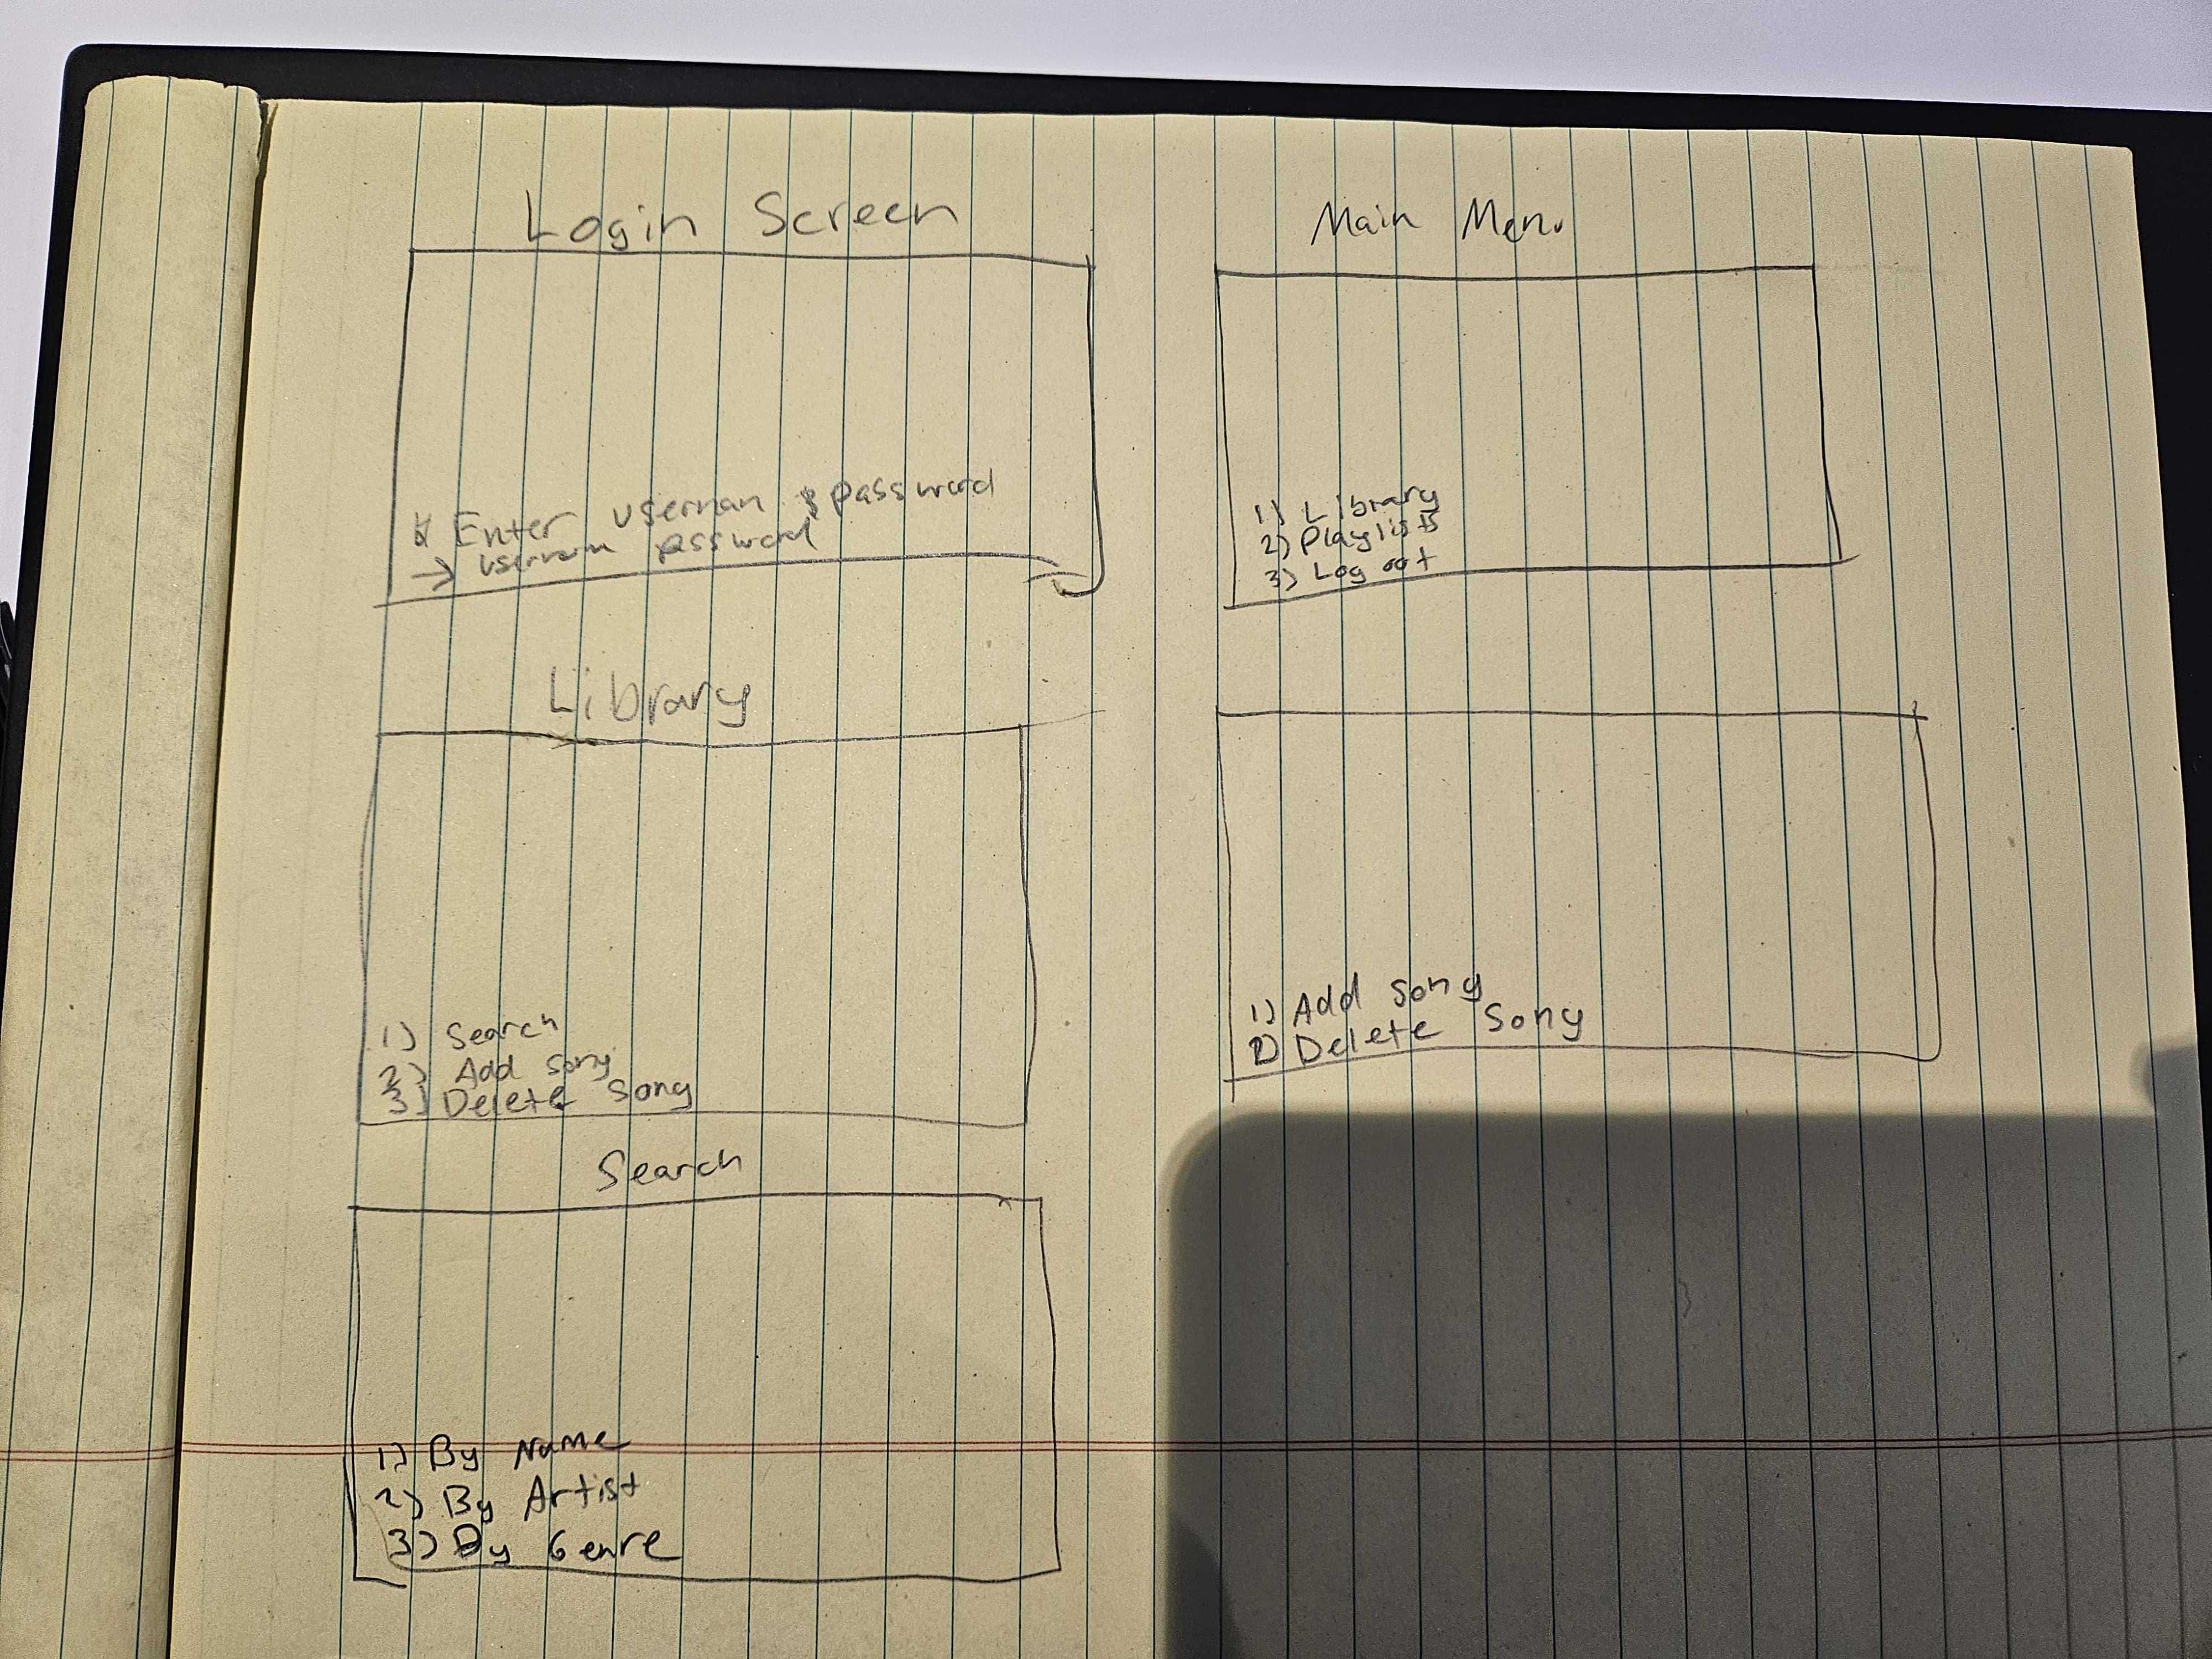 Login Screen
* Enter usernam & password
→ usernam password
Main Menu
1) Library
2) Playlists
3) Log out
Library
1) Search
2) Add song
3) Delete Song
1) Add song
2) Delete Song
Search
1) By Name
2) By Artist
3) By Genre